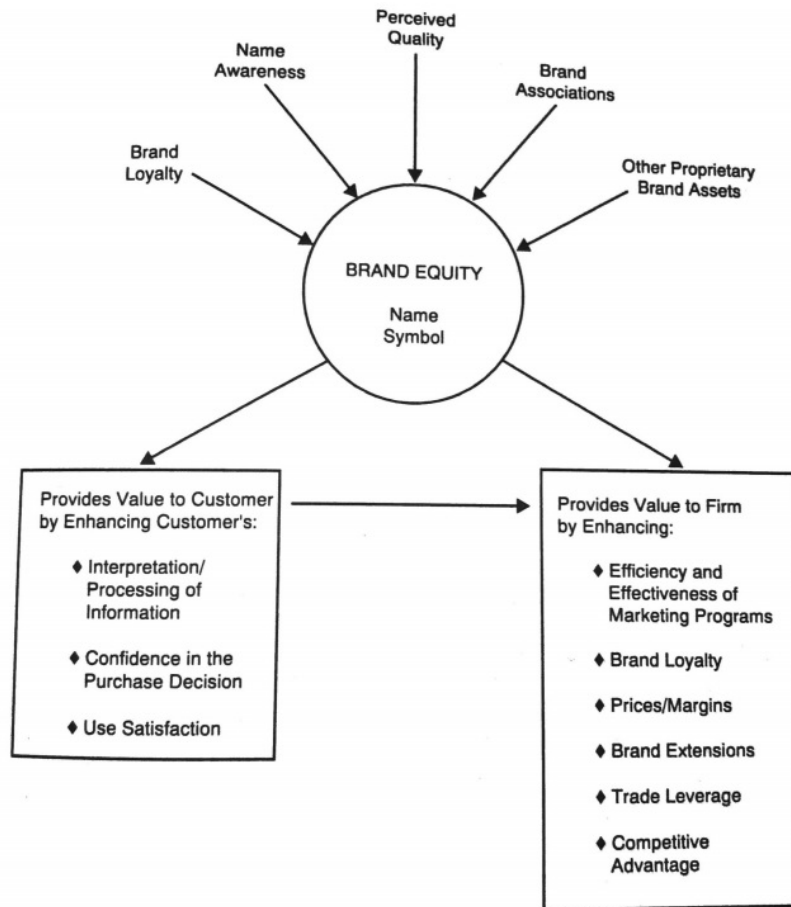 Perceived
Quality
Name
Awareness
Brand
Associations
Brand
Loyalty
Other Proprietary
Brand Assets
BRAND EQUITY
Name
Symbol
Provides Value to Customer
by Enhancing Customer's:
♦ Interpretation/
Processing of
Information
♦ Confidence in the
Purchase Decision
♦ Use Satisfaction
Provides Value to Firm
by Enhancing:
♦ Efficiency and
Effectiveness of
Marketing Programs
♦ Brand Loyalty
♦ Prices/Margins
♦ Brand Extensions
♦ Trade Leverage
♦ Competitive
Advantage